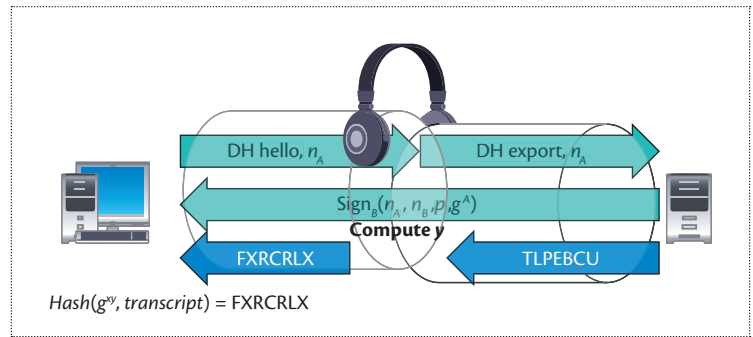 DH hello, nA
DH export, nA
SignB(nA, nB,p,gA)
Compute y
FXRCRLX
TLPEBCU
Hash(gxy, transcript) = FXRCRLX